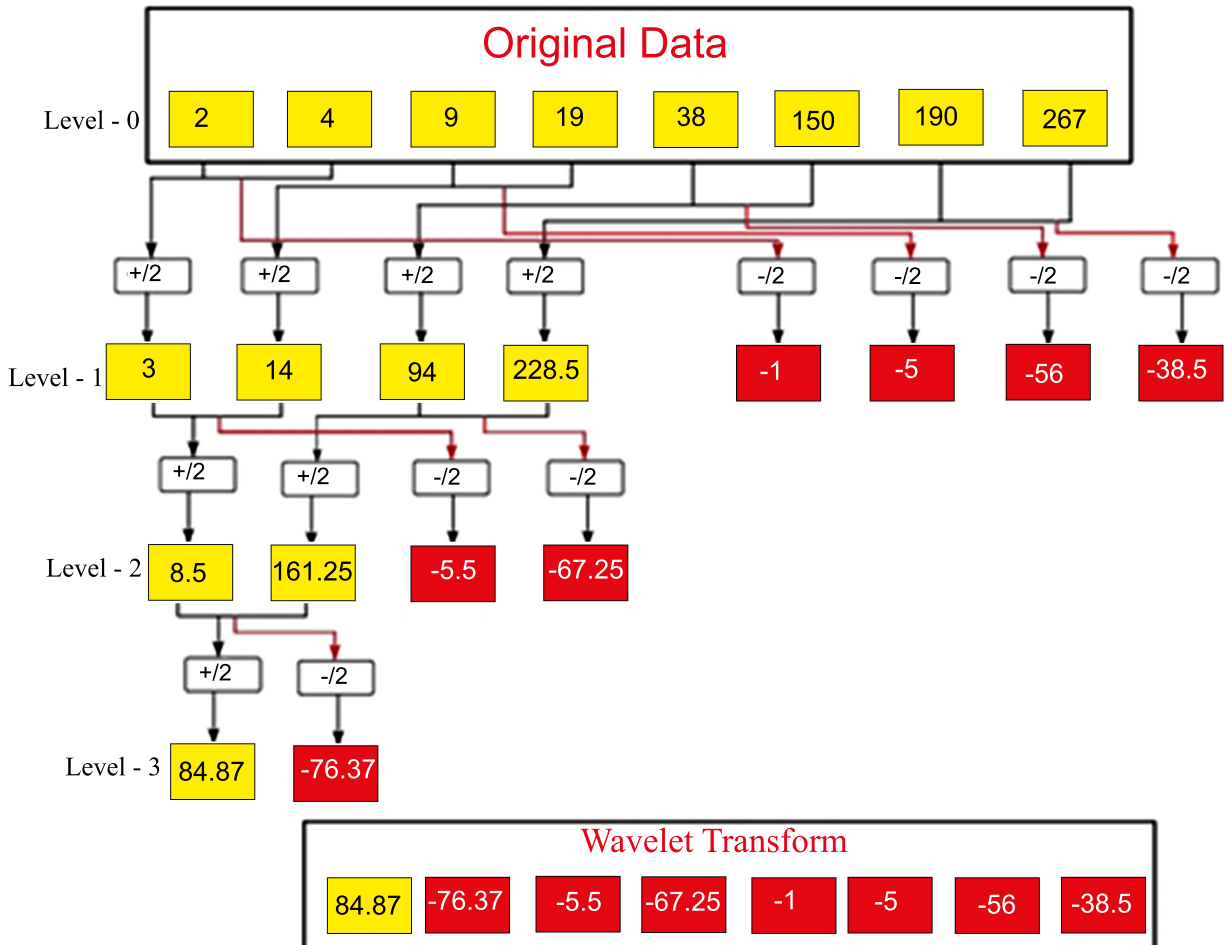 Original Data
Level - 0 2 4 9 19 38 150 190 267
+/2 +/2 +/2 +/2 -/2 -/2 -/2 -/2
Level - 1 3 14 94 228.5 -1 -5 -56 -38.5
+/2 +/2 -/2 -/2
Level - 2 8.5 161.25 -5.5 -67.25
+/2 -/2
Level - 3 84.87 -76.37
Wavelet Transform
84.87 -76.37 -5.5 -67.25 -1 -5 -56 -38.5